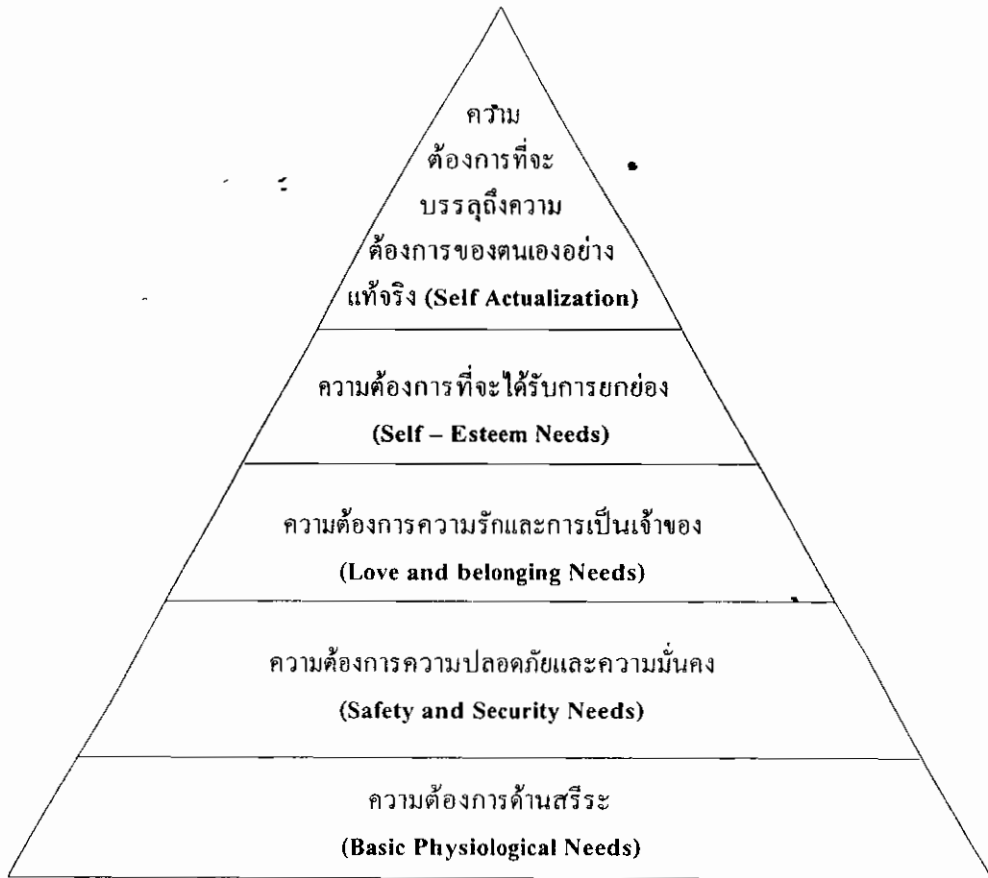 ความ
ต้องการที่จะ
บรรลุถึงความ
ต้องการของตนเองอย่าง
แท้จริง (Self Actualization)
ความต้องการที่จะได้รับการยกย่อง
(Self – Esteem Needs)
ความต้องการความรักและการเป็นเจ้าของ
(Love and belonging Needs)
ความต้องการความปลอดภัยและความมั่นคง
(Safety and Security Needs)
ความต้องการด้านสรีระ
(Basic Physiological Needs)